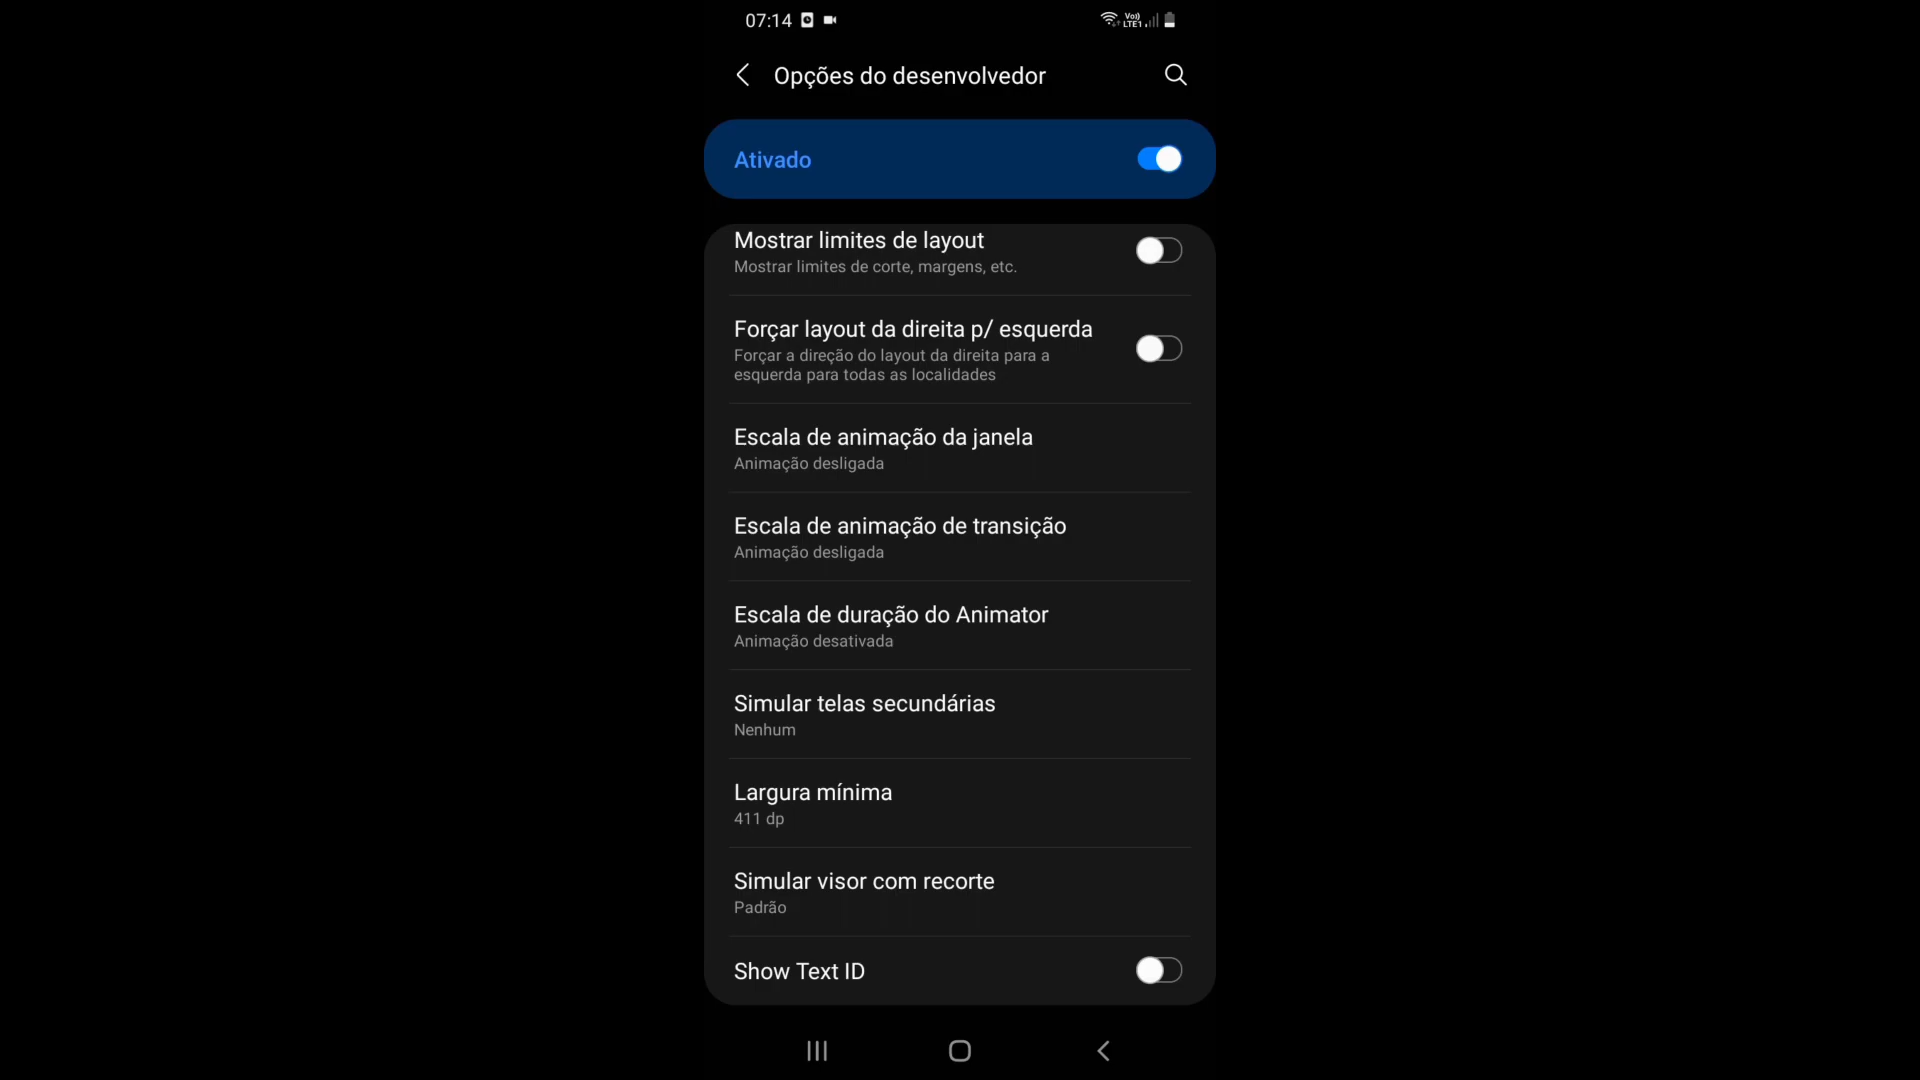 07:14
Vo))
LTE1
Opções do desenvolvedor
Ativado
Mostrar limites de layout
Mostrar limites de corte, margens, etc.
Forçar layout da direita p/ esquerda
Forçar a direção do layout da direita para a
esquerda para todas as localidades
Escala de animação da janela
Animação desligada
Escala de animação de transição
Animação desligada
Escala de duração do Animator
Animação desativada
Simular telas secundárias
Nenhum
Largura mínima
411 dp
Simular visor com recorte
Padrão
Show Text ID